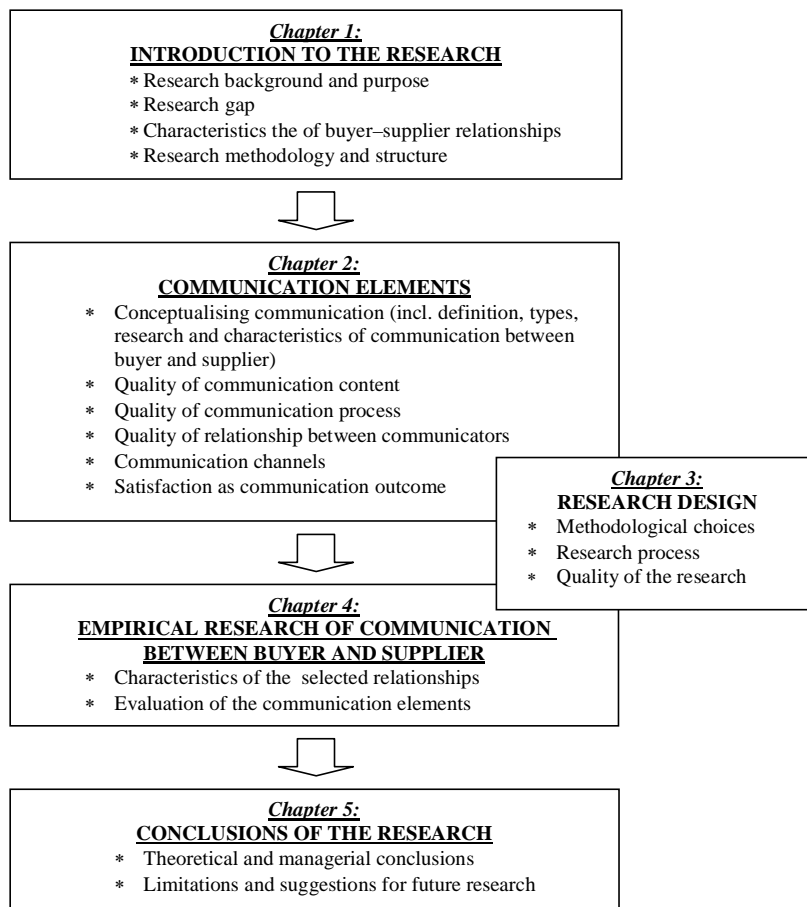 Chapter 1:
INTRODUCTION TO THE RESEARCH
* Research background and purpose
* Research gap
* Characteristics the of buyer–supplier relationships
* Research methodology and structure
Chapter 2:
COMMUNICATION ELEMENTS
* Conceptualising communication (incl. definition, types,
research and characteristics of communication between
buyer and supplier)
* Quality of communication content
* Quality of communication process
* Quality of relationship between communicators
* Communication channels
* Satisfaction as communication outcome
Chapter 3:
RESEARCH DESIGN
* Methodological choices
* Research process
* Quality of the research
Chapter 4:
EMPIRICAL RESEARCH OF COMMUNICATION
BETWEEN BUYER AND SUPPLIER
* Characteristics of the selected relationships
* Evaluation of the communication elements
Chapter 5:
CONCLUSIONS OF THE RESEARCH
* Theoretical and managerial conclusions
* Limitations and suggestions for future research